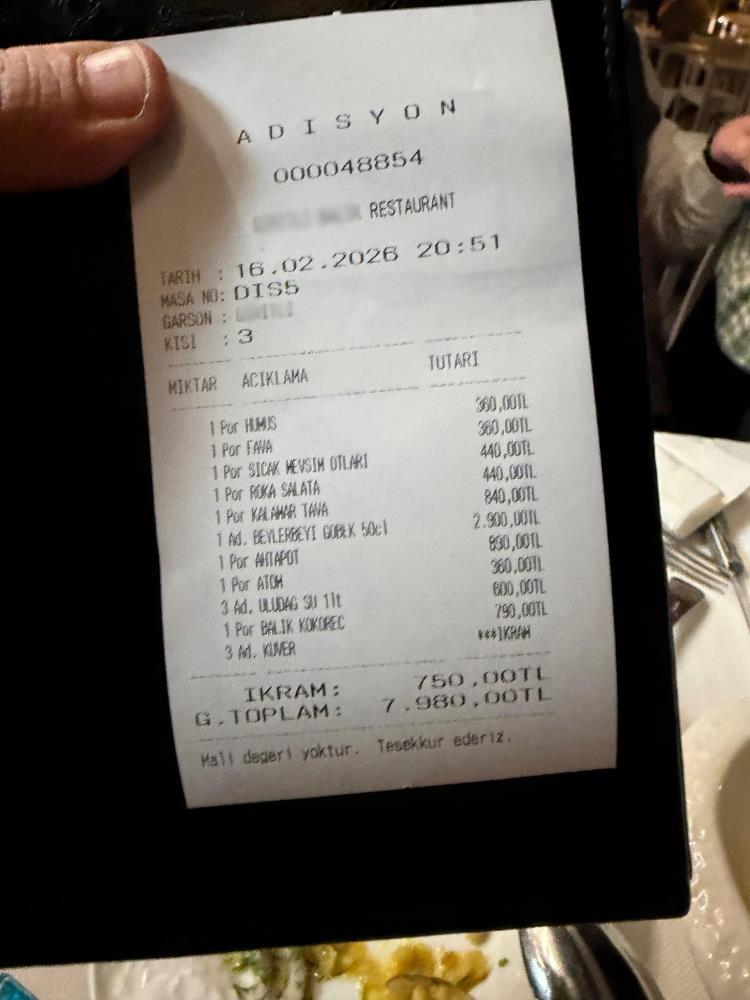 A D I S Y O N
000048854
RESTAURANT
TARIH : 16.02.2026 20:51
MASA NO: DIS5
GARSON :
KISI : 3
MIKTAR ACIKLAMA TUTARI
1 Por HUMUS 360,00TL
1 Por FAVA 360,00TL
1 Por SICAK MEVSIM OTLARI 440,00TL
1 Por ROKA SALATA 440,00TL
1 Por KALAMAR TAVA 840,00TL
1 Ad. BEYLERBEYI GOBEK 50cl 2.900,00TL
1 Por AHTAPOT 890,00TL
1 Por ATOM 360,00TL
3 Ad. ULUDAG SU 1lt 600,00TL
1 Por BALIK KOKOREC 790,00TL
3 Ad. KUVER ***IKRAM
IKRAM: 750,00TL
G.TOPLAM: 7.980,00TL
Mali degeri yoktur. Tesekkur ederiz.